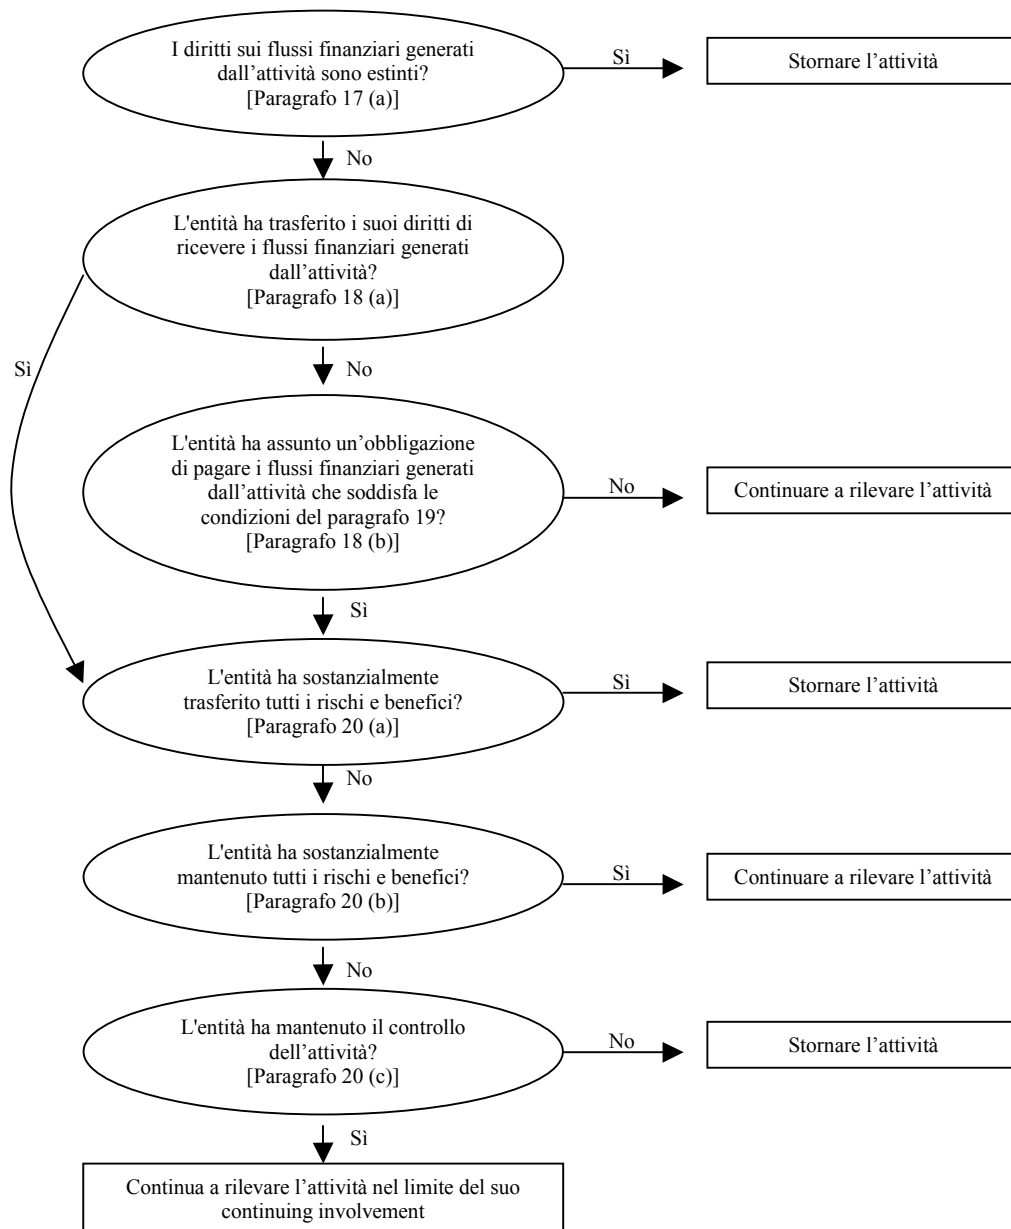 I diritti sui flussi finanziari generati
dall’attività sono estinti?
[Paragrafo 17 (a)]
Sì
Stornare l’attività
No
L'entità ha trasferito i suoi diritti di
ricevere i flussi finanziari generati
dall’attività?
[Paragrafo 18 (a)]
Sì
No
L'entità ha assunto un’obbligazione
di pagare i flussi finanziari generati
dall’attività che soddisfa le
condizioni del paragrafo 19?
[Paragrafo 18 (b)]
No
Continuare a rilevare l’attività
Sì
L'entità ha sostanzialmente
trasferito tutti i rischi e benefici?
[Paragrafo 20 (a)]
Sì
Stornare l’attività
No
L'entità ha sostanzialmente
mantenuto tutti i rischi e benefici?
[Paragrafo 20 (b)]
Sì
Continuare a rilevare l’attività
No
L'entità ha mantenuto il controllo
dell’attività?
[Paragrafo 20 (c)]
No
Stornare l’attività
Sì
Continua a rilevare l’attività nel limite del suo
continuing involvement